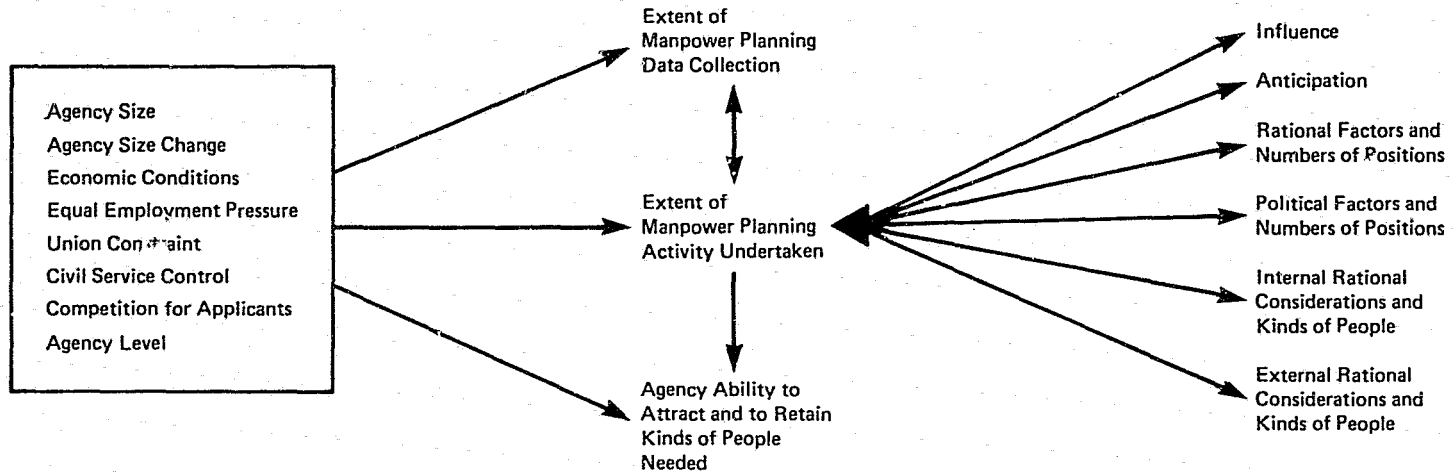 Agency Size
Agency Size Change
Economic Conditions
Equal Employment Pressure
Union
Civil Service Control
Competition for Applicants
Agency Level
Extent of
Manpower Planning
Data Collection
Extent of
Manpower Planning
Activity Undertaken
Agency Ability to
Attract and to Retain
Kinds of People
Needed
Influence
Anticipation
Rational Factors and
Numbers of Positions
Political Factors and
Numbers of Positions
Internal Rational
Considerations and
Kinds of People
External Rational
Considerations and
Kinds of People